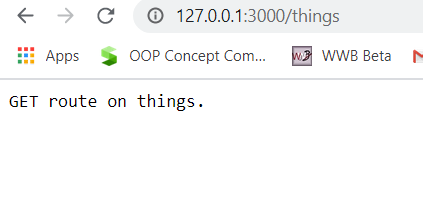 127.0.0.1:3000/things
Apps
OOP Concept Com...
WWB Beta
GET route on things.